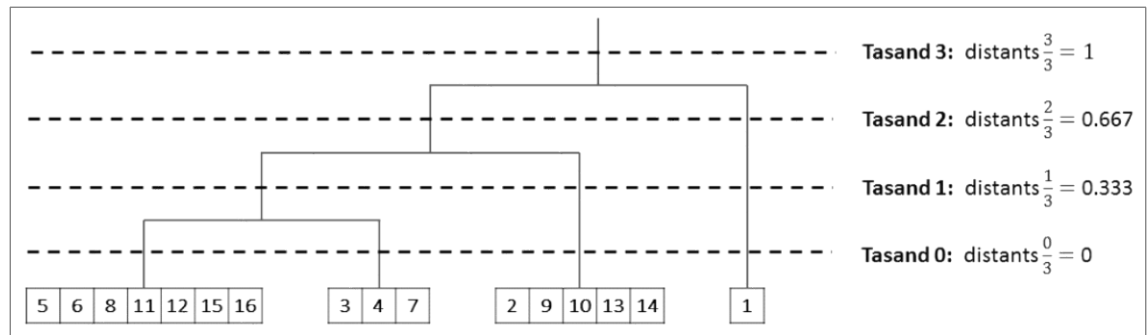 Tasand 3: distants 3/3 = 1
Tasand 2: distants 2/3 = 0.667
Tasand 1: distants 1/3 = 0.333
Tasand 0: distants 0/3 = 0
5 6 8 11 12 15 16 3 4 7 2 9 10 13 14 1